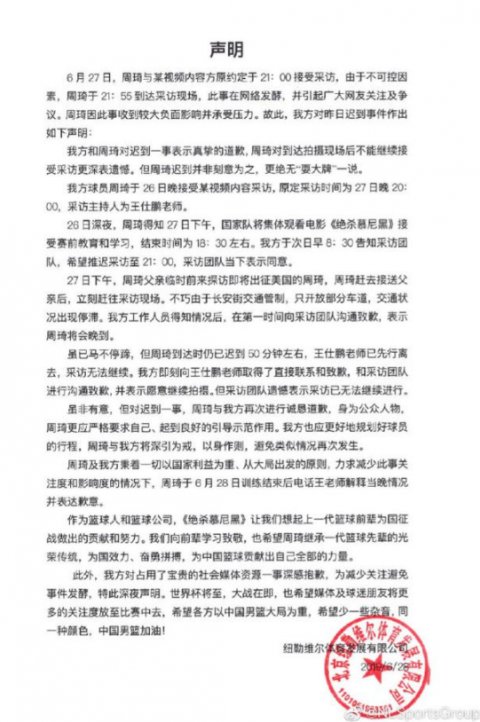 声明
6月27日，周琦与某视频内容方原约定于21：00接受采访，由于不可控因
素，周琦于21：55到达采访现场，此事在网络发酵，并引起广大网友关注及争
议。周琦因此事收到较大负面影响并承受压力。故此，我方对昨日迟到事件作出
如下声明：
我方和周琦对迟到一事表示真挚的道歉，周琦对到达拍摄现场后不能继续接
受采访更深表遗憾。但周琦迟到并非刻意为之，更绝无“耍大牌”一说。
我方球员周琦于26日晚接受某视频内容采访，原定采访时间为27日晚20：
00，采访主持人为王仕鹏老师。
26日深夜，周琦得知27日下午，国家队将集体观看电影《绝杀慕尼黑》接
受赛前教育和学习，结束时间为18：30左右。我方于次日早8：30告知采访团
队，希望推迟采访至21：00，采访团队当下表示同意。
27日下午，周琦父亲临时前来探访即将出征美国的周琦，周琦赶去接送父
亲后，立刻赶往采访现场。不巧由于长安街交通管制，只开放部分车道，交通状
况出现停滞。我方工作人员得知情况后，在第一时间向采访团队沟通致歉，表示
周琦将会晚到。
虽已马不停蹄，但周琦到达时仍已迟到50分钟左右，王仕鹏老师已先行离
去，采访无法继续。我方即刻向王仕鹏老师取得了直接联系和致歉，和采访团队
进行沟通致歉，并表示愿意继续拍摄。但采访团队遗憾表示采访已无法继续进行。
虽非有意，但对迟到一事，周琦与我方再次进行诚恳道歉，身为公众人物，
周琦更应严格要求自己、起到良好的引导示范作用。我方也应更好地规划好球员
的行程，周琦与我方将深引为戒，以身作则，避免类似情况再次发生。
周琦及我方秉着一切以国家利益为重，从大局出发的原则，力求减少此事关
注度和影响度的情况下，周琦于6月28日训练结束后电话王老师解释当晚情况
并表达歉意。
作为篮球人和篮球公司，《绝杀慕尼黑》让我们想起上一代篮球前辈为国征
战做出的贡献和努力。我们向前辈学习致敬，也希望周琦继承一代篮球先辈的光
荣传统，为国效力、奋勇拼搏，为中国篮球贡献出自己全部的力量。
此外，我方对占用了宝贵的社会媒体资源一事深感抱歉，为减少关注避免
事件发酵，特此深夜声明。世界杯将至，大战在即，也希望媒体及球迷朋友将更
多的关注度放至比赛中去，希望各方以中国男篮大局为重，希望少一些杂音，同
一种颜色，中国男篮加油！
纽勒维尔体育发展有限公司
2019/6/28